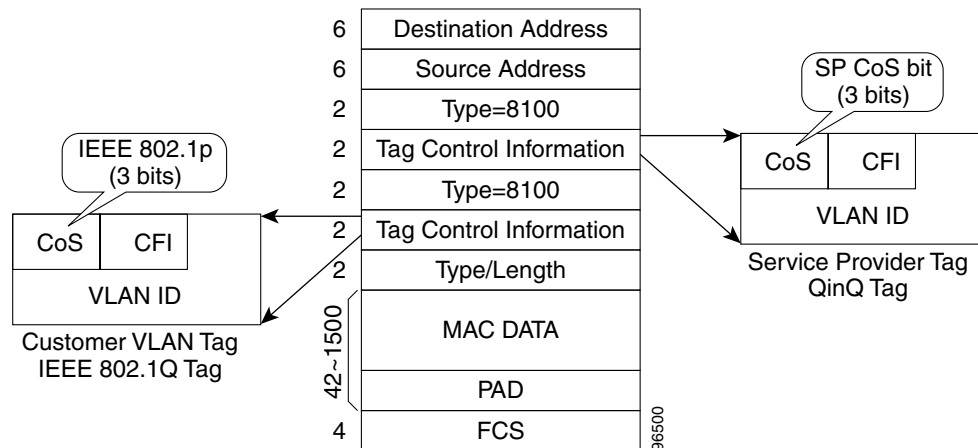 6 Destination Address
6 Source Address
2 Type=8100
2 Tag Control Information
2 Type=8100
2 Tag Control Information
2 Type/Length
42~1500
MAC DATA
PAD
4 FCS
IEEE 802.1p
(3 bits)
CoS CFI
VLAN ID
Customer VLAN Tag
IEEE 802.1Q Tag
SP CoS bit
(3 bits)
CoS CFI
VLAN ID
Service Provider Tag
QinQ Tag
96500